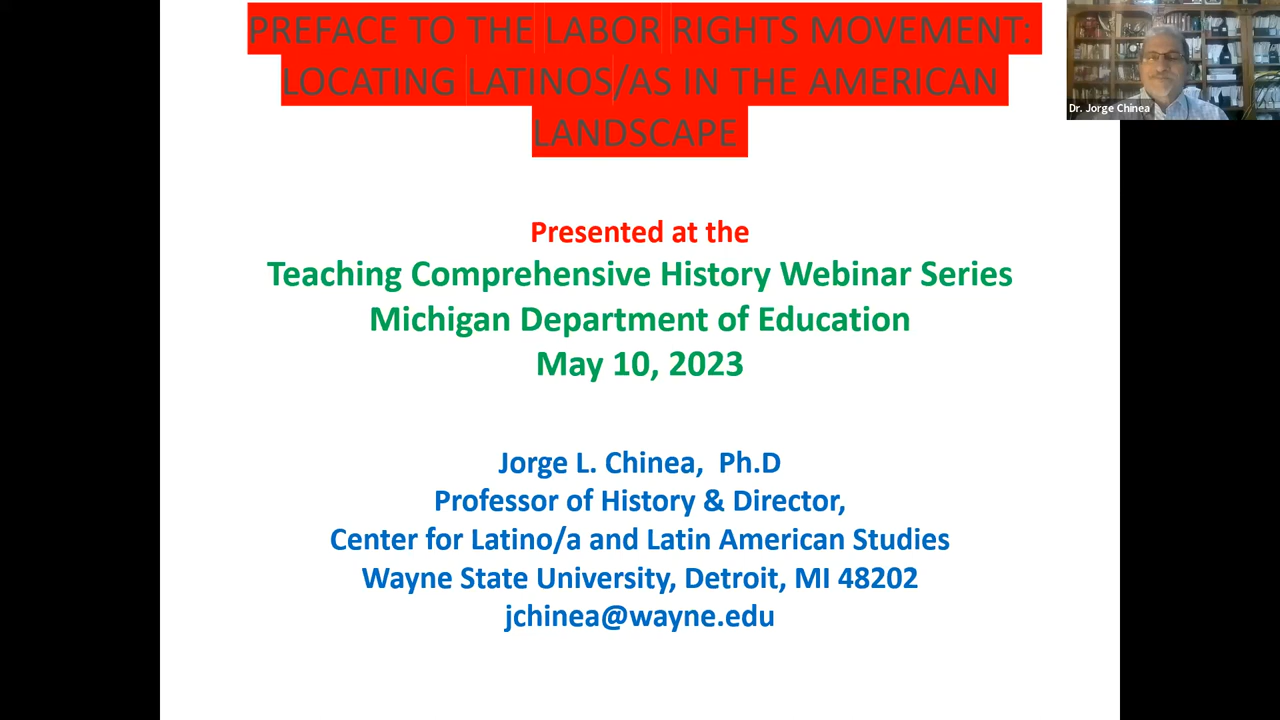 PREFACE TO THE LABOR RIGHTS MOVEMENT:
LOCATING LATINOS/AS IN THE AMERICAN
LANDSCAPE
Dr. Jorge Chinea
Presented at the
Teaching Comprehensive History Webinar Series
Michigan Department of Education
May 10, 2023
Jorge L. Chinea,  Ph.D
Professor of History & Director,
Center for Latino/a and Latin American Studies
Wayne State University, Detroit, MI 48202
jchinea@wayne.edu